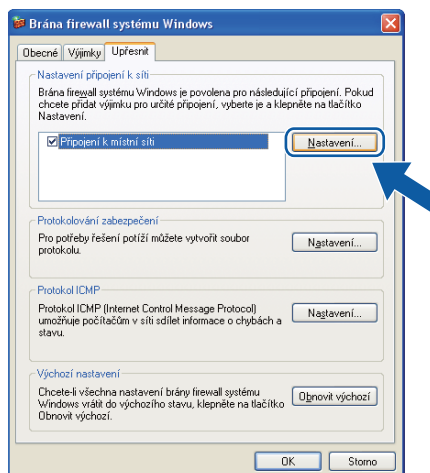 Brána firewall systému Windows
Obecné Výjimky Upřesnit
Nastavení připojení k síti
Brána firewall systému Windows je povolena pro následující připojení. Pokud
chcete přidat výjimku pro určité připojení, vyberte je a klepněte na tlačítko
Nastavení.
Připojení k místní síti
Nastavení...
Protokolování zabezpečení
Pro potřeby řešení potíží můžete vytvořit soubor
protokolu.
Nastavení...
Protokol ICMP
Protokol ICMP (Internet Control Message Protocol)
umožňuje počítačům v síti sdílet informace o chybách a
stavu.
Nastavení...
Výchozí nastavení
Chcete-li všechna nastavení brány firewall systému
Windows vrátit do výchozího stavu, klepněte na tlačítko
Obnovit výchozí.
Obnovit výchozí
OK Storno